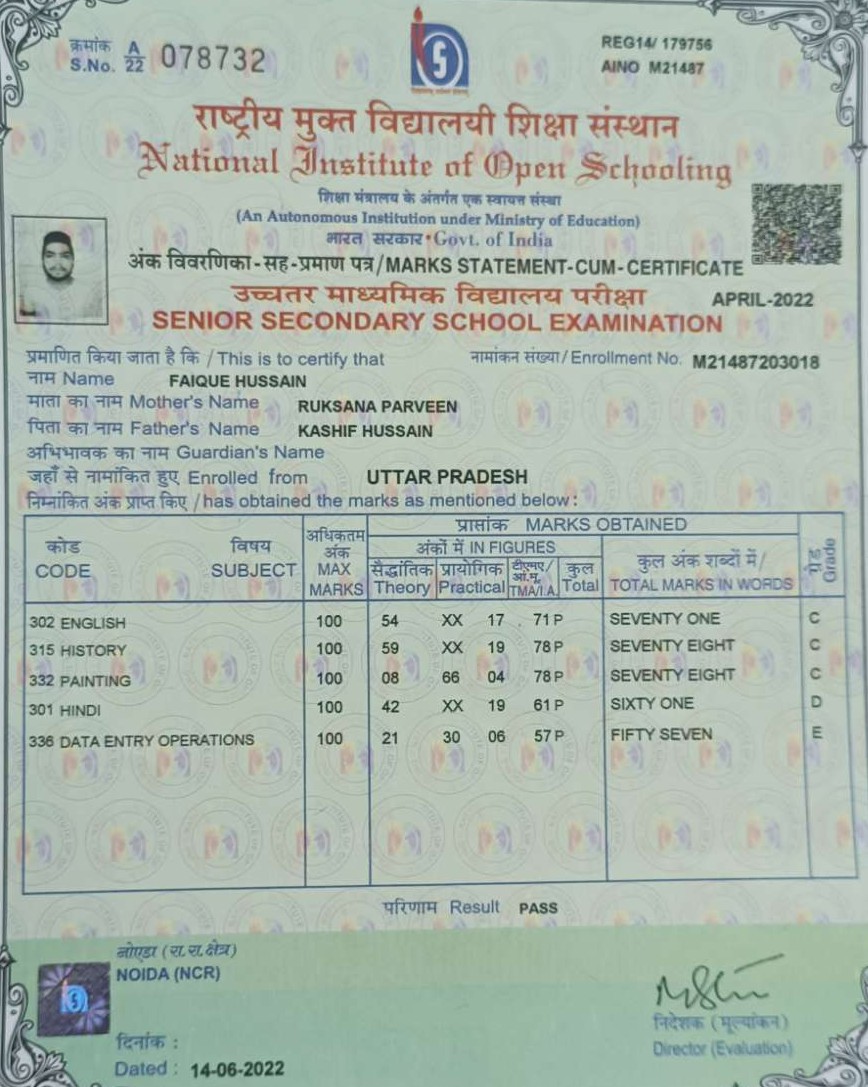 क्रमांक A
S.No. 22 078732
REG14/ 179756
AINO M21487
राष्ट्रीय मुक्त विद्यालयी शिक्षा संस्थान
National Institute of Open Schooling
शिक्षा मंत्रालय के अंतर्गत एक स्वायत्त संस्था
(An Autonomous Institution under Ministry of Education)
भारत सरकार • Govt. of India
अंक विवरणिका-सह-प्रमाण पत्र/MARKS STATEMENT-CUM-CERTIFICATE
उच्चतर माध्यमिक विद्यालय परीक्षा APRIL-2022
SENIOR SECONDARY SCHOOL EXAMINATION
प्रमाणित किया जाता है कि / This is to certify that नामांकन संख्या/ Enrollment No. M21487203018
नाम Name FAIQUE HUSSAIN
माता का नाम Mother's Name RUKSANA PARVEEN
पिता का नाम Father's Name KASHIF HUSSAIN
अभिभावक का नाम Guardian's Name
जहाँ से नामांकित हुए Enrolled from UTTAR PRADESH
निम्नांकित अंक प्राप्त किए / has obtained the marks as mentioned below:
कोड CODE
विषय SUBJECT
अधिकतम अंक MAX MARKS
प्राप्तांक MARKS OBTAINED
अंकों में IN FIGURES
सैद्धांतिक Theory
प्रायोगिक Practical
टीएमए/ आं.मू. TMA/I.A.
कुल Total
कुल अंक शब्दों में/ TOTAL MARKS IN WORDS
ग्रेड Grade
302 ENGLISH 100 54 XX 17 71 P SEVENTY ONE C
315 HISTORY 100 59 XX 19 78 P SEVENTY EIGHT C
332 PAINTING 100 08 66 04 78 P SEVENTY EIGHT C
301 HINDI 100 42 XX 19 61 P SIXTY ONE D
336 DATA ENTRY OPERATIONS 100 21 30 06 57 P FIFTY SEVEN E
परिणाम Result PASS
नोएडा (रा.रा.क्षेत्र)
NOIDA (NCR)
दिनांक :
Dated : 14-06-2022
निदेशक (मूल्यांकन)
Director (Evaluation)